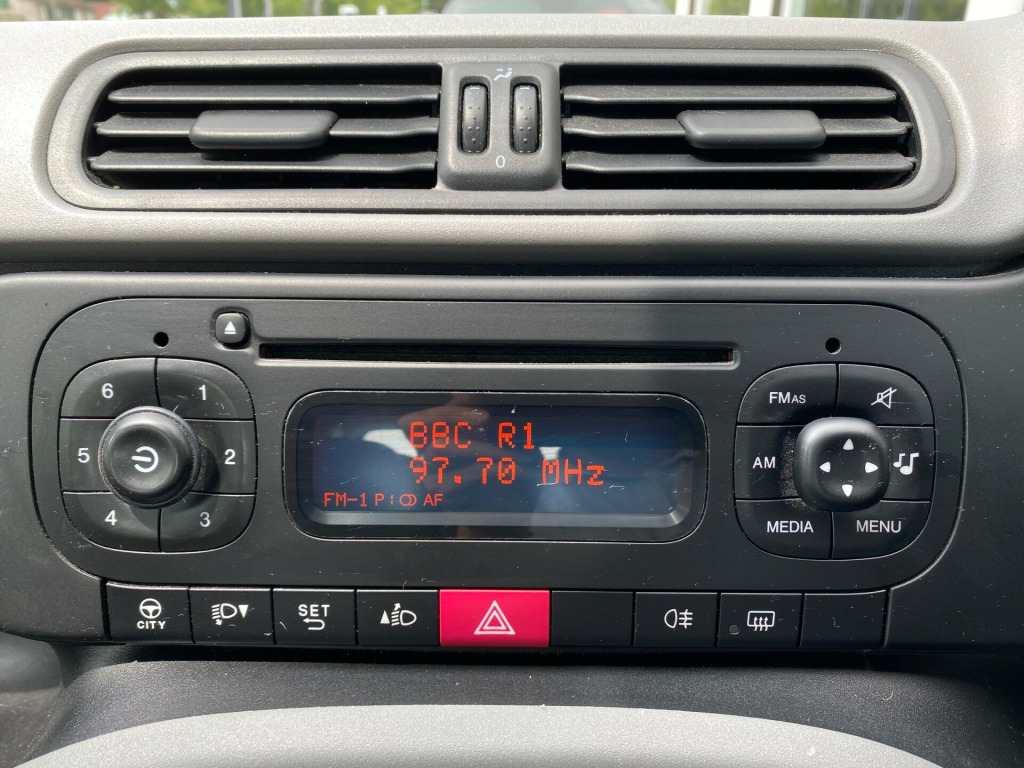 0
6 1
5 2
4 3
BBC R1
97.70 MHz
FM-1 P: AF
FMAS
AM
MEDIA MENU
CITY
SET